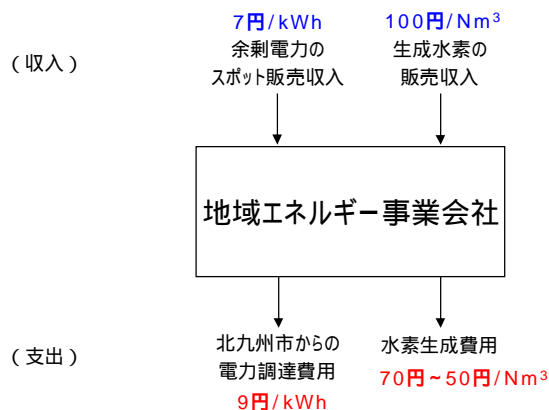 7円/kWh
100円/Nm³
(収入)
余剰電力の
スポット販売収入
生成水素の
販売収入
地域エネルギー事業会社
(支出)
北九州市からの
電力調達費用
9円/kWh
水素生成費用
70円~50円/Nm³